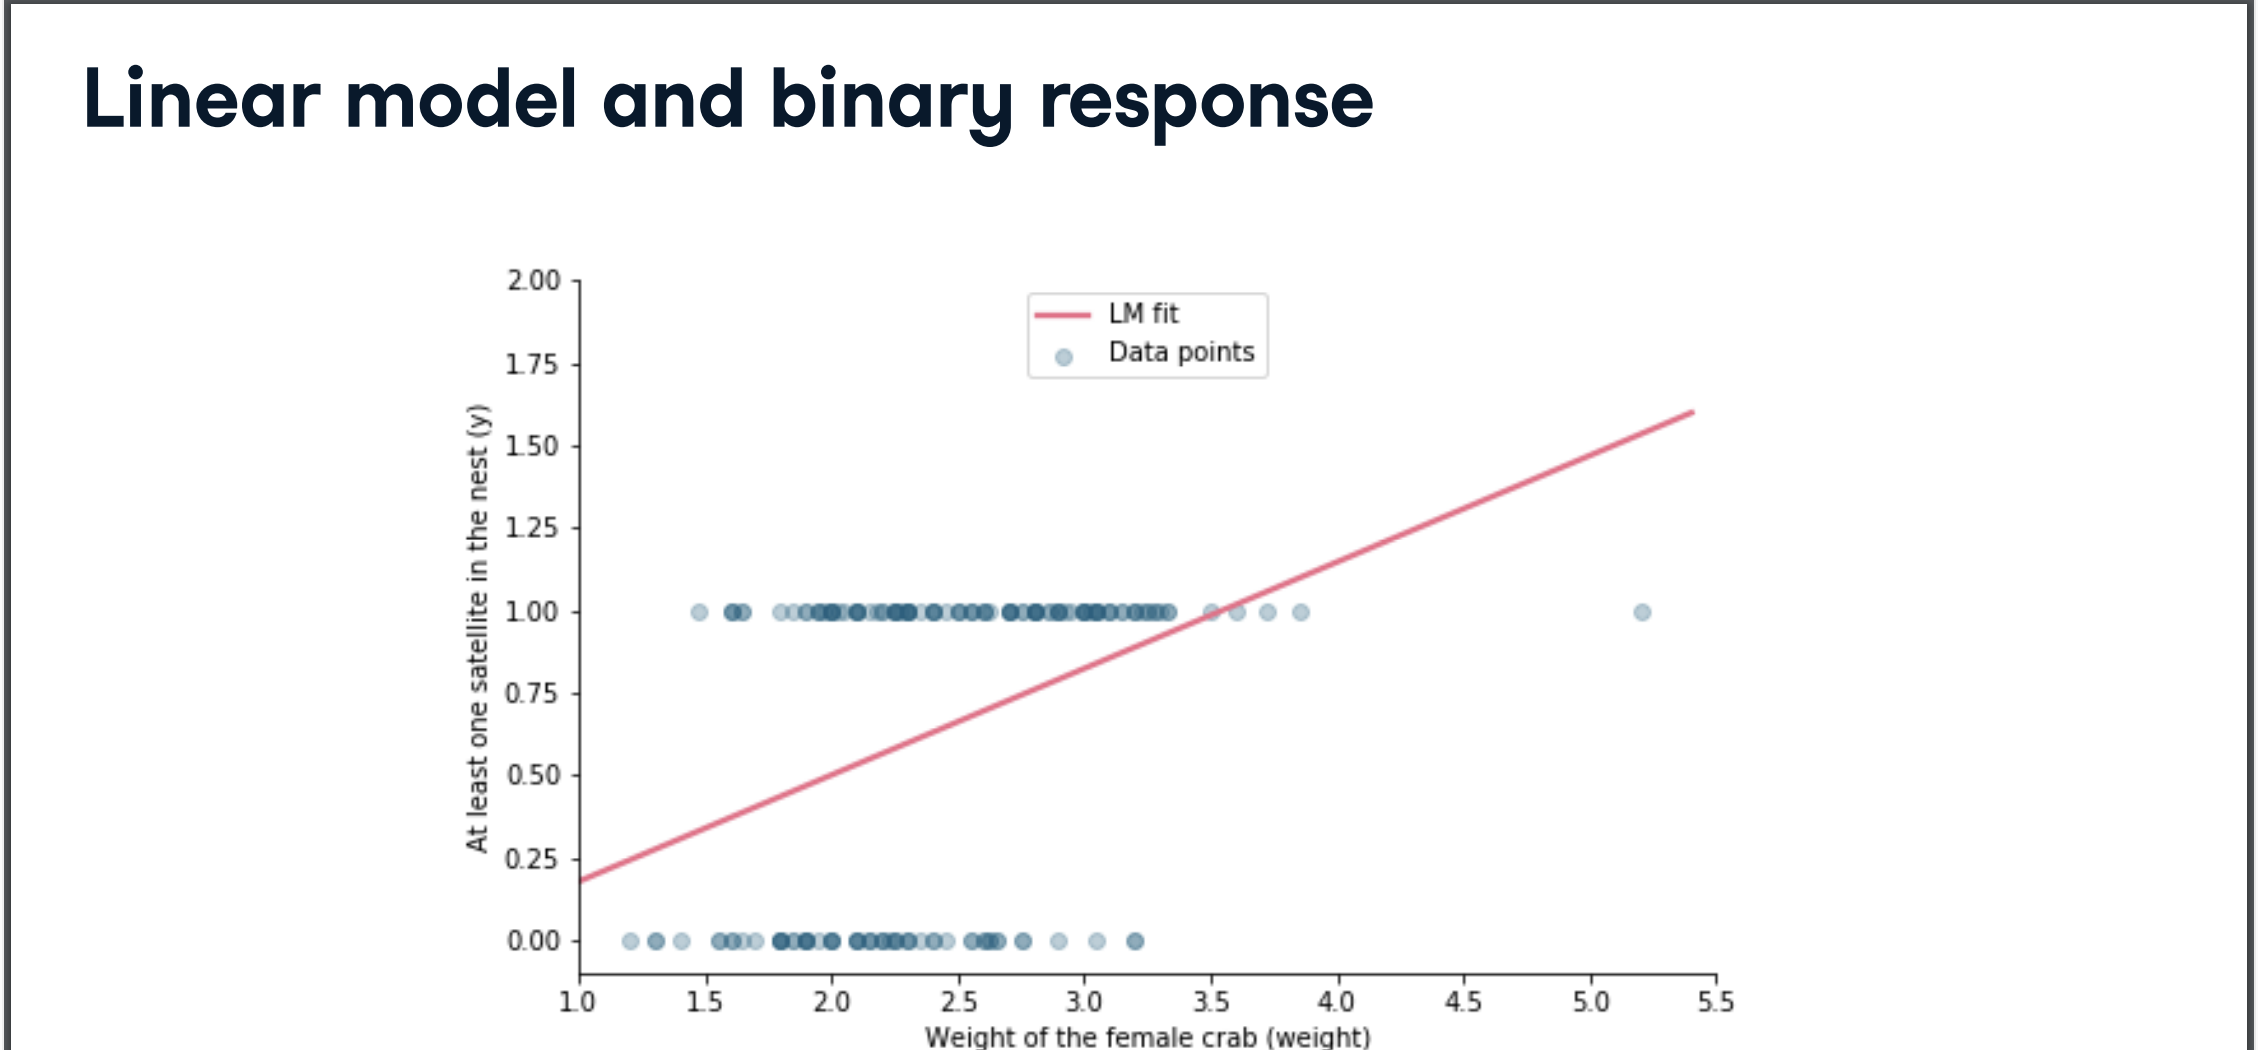 Linear model and binary response
2.00
1.75
1.50
1.25
1.00
0.75
0.50
0.25
0.00
At least one satellite in the nest (y)
LM fit
Data points
1.0 1.5 2.0 2.5 3.0 3.5 4.0 4.5 5.0 5.5
Weight of the female crab (weight)